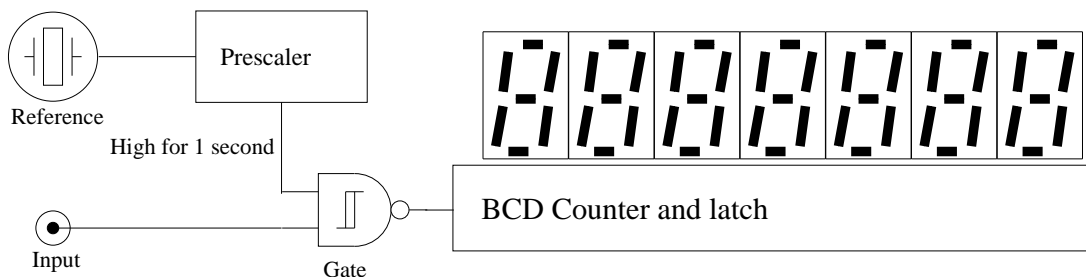 Prescaler
Reference
High for 1 second
BCD Counter and latch
Input
Gate